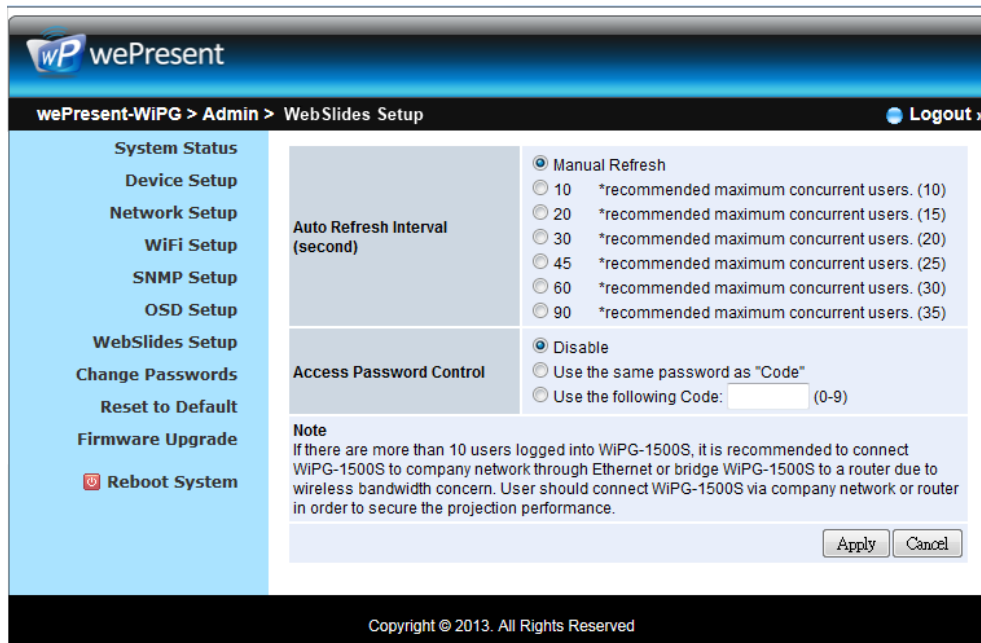 wP wePresent
wePresent-WiPG > Admin > WebSlides Setup
Logout »
System Status
Device Setup
Network Setup
WiFi Setup
SNMP Setup
OSD Setup
WebSlides Setup
Change Passwords
Reset to Default
Firmware Upgrade
Reboot System
Auto Refresh Interval
(second)
Manual Refresh
10 *recommended maximum concurrent users. (10)
20 *recommended maximum concurrent users. (15)
30 *recommended maximum concurrent users. (20)
45 *recommended maximum concurrent users. (25)
60 *recommended maximum concurrent users. (30)
90 *recommended maximum concurrent users. (35)
Access Password Control
Disable
Use the same password as "Code"
Use the following Code: (0-9)
Note
If there are more than 10 users logged into WiPG-1500S, it is recommended to connect
WiPG-1500S to company network through Ethernet or bridge WiPG-1500S to a router due to
wireless bandwidth concern. User should connect WiPG-1500S via company network or router
in order to secure the projection performance.
Apply Cancel
Copyright © 2013. All Rights Reserved